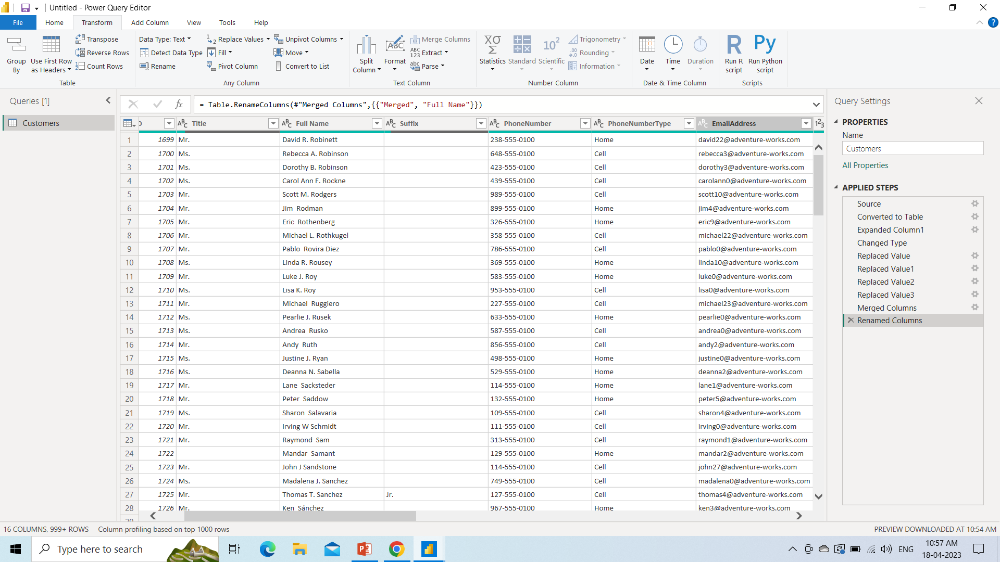 Untitled - Power Query Editor
File Home Transform Add Column View Tools Help
Group By
Use First Row as Headers
Transpose
Reverse Rows
Count Rows
Table
Data Type: Text
Detect Data Type
Rename
Replace Values
Fill
Pivot Column
Unpivot Columns
Move
Convert to List
Any Column
Split Column
Format
Merge Columns
Extract
Parse
Text Column
Statistics
Standard
Scientific
Trigonometry
Rounding
Information
Number Column
Date
Time
Duration
Date & Time Column
Run R script
Run Python script
Scripts
Queries [1]
Customers
= Table.RenameColumns(#"Merged Columns",{{"Merged", "Full Name"}})
Title Full Name Suffix PhoneNumber PhoneNumberType EmailAddress
1 1699 Mr. David R. Robinett 238-555-0100 Home david22@adventure-works.com
2 1700 Ms. Rebecca A. Robinson 648-555-0100 Cell rebecca3@adventure-works.com
3 1701 Ms. Dorothy B. Robinson 423-555-0100 Cell dorothy3@adventure-works.com
4 1702 Ms. Carol Ann F. Rockne 439-555-0100 Cell carolann0@adventure-works.com
5 1703 Mr. Scott M. Rodgers 989-555-0100 Cell scott10@adventure-works.com
6 1704 Mr. Jim Rodman 899-555-0100 Home jim4@adventure-works.com
7 1705 Mr. Eric Rothenberg 326-555-0100 Home eric9@adventure-works.com
8 1706 Mr. Michael L. Rothkugel 358-555-0100 Cell michael22@adventure-works.com
9 1707 Mr. Pablo Rovira Diez 786-555-0100 Cell pablo0@adventure-works.com
10 1708 Ms. Linda R. Rousey 369-555-0100 Home linda10@adventure-works.com
11 1709 Mr. Luke J. Roy 583-555-0100 Home luke0@adventure-works.com
12 1710 Ms. Lisa K. Roy 953-555-0100 Cell lisa0@adventure-works.com
13 1711 Mr. Michael Ruggiero 227-555-0100 Cell michael23@adventure-works.com
14 1712 Ms. Pearlie J. Rusek 633-555-0100 Home pearlie0@adventure-works.com
15 1713 Ms. Andrea Rusko 587-555-0100 Cell andrea0@adventure-works.com
16 1714 Mr. Andy Ruth 856-555-0100 Cell andy2@adventure-works.com
17 1715 Ms. Justine J. Ryan 498-555-0100 Home justine0@adventure-works.com
18 1716 Ms. Deanna N. Sabella 529-555-0100 Home deanna2@adventure-works.com
19 1717 Mr. Lane Sacksteder 114-555-0100 Home lane1@adventure-works.com
20 1718 Mr. Peter Saddow 132-555-0100 Home peter5@adventure-works.com
21 1719 Ms. Sharon Salavaria 109-555-0100 Cell sharon4@adventure-works.com
22 1720 Mr. Irving W Schmidt 111-555-0100 Cell irving0@adventure-works.com
23 1721 Mr. Raymond Sam 313-555-0100 Cell raymond1@adventure-works.com
24 1722 Mandar Samant 129-555-0100 Home mandar2@adventure-works.com
25 1723 Mr. John J Sandstone 114-555-0100 Cell john27@adventure-works.com
26 1724 Ms. Madalena J. Sanchez 749-555-0100 Cell madalena0@adventure-works.com
27 1725 Mr. Thomas T. Sanchez Jr. 127-555-0100 Cell thomas4@adventure-works.com
28 1726 Mr. Ken Sánchez 967-555-0100 Home ken3@adventure-works.com
Query Settings
PROPERTIES
Name
Customers
All Properties
APPLIED STEPS
Source
Converted to Table
Expanded Column1
Changed Type
Replaced Value
Replaced Value1
Replaced Value2
Replaced Value3
Merged Columns
Renamed Columns
16 COLUMNS, 999+ ROWS Column profiling based on top 1000 rows PREVIEW DOWNLOADED AT 10:54 AM
Type here to search
ENG
10:57 AM
18-04-2023